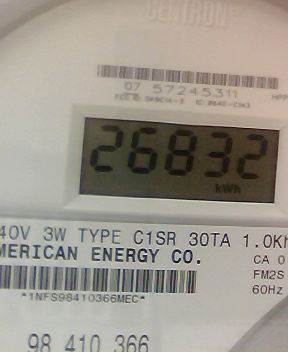 CENTRON
07 57245311
26832
kWh
40V 3W TYPE C1SR 30TA 1.0Kh
MERICAN ENERGY CO.
CA 0
FM2S
60Hz
*1NFS98410366MEC*
98 410 366